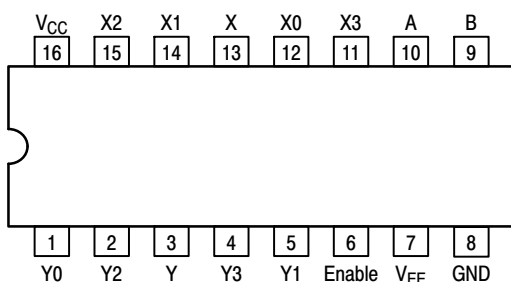 VCC X2 X1 X X0 X3 A B
16 15 14 13 12 11 10 9
1 2 3 4 5 6 7 8
Y0 Y2 Y Y3 Y1 Enable VEE GND